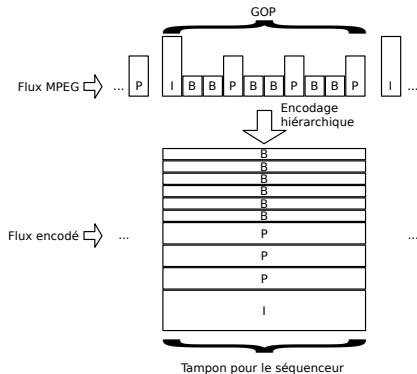 GOP
Flux MPEG ... P I B B P B B P B B P I ...
Encodage
hiérarchique
B
B
B
B
B
B
Flux encodé ... P ...
P
P
I
Tampon pour le séquenceur